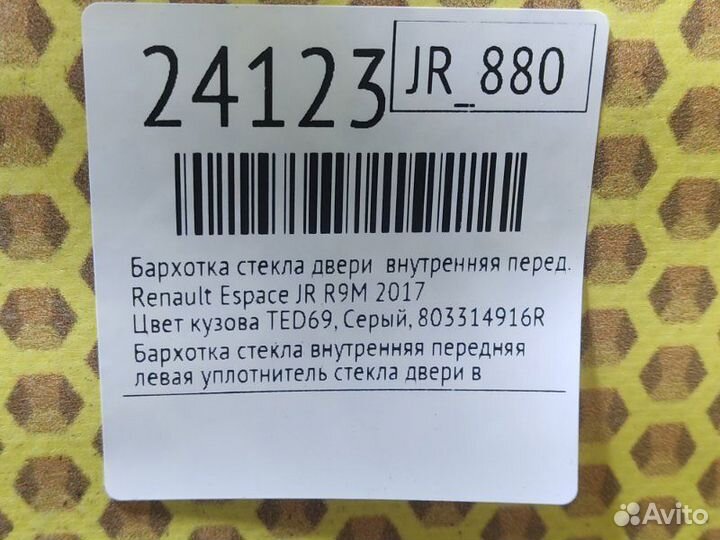 24123
JR_880
Бархотка стекла двери внутренняя перед.
Renault Espace JR R9M 2017
Цвет кузова TED69, Серый, 803314916R
Бархотка стекла внутренняя передняя
левая уплотнитель стекла двери в
Avito